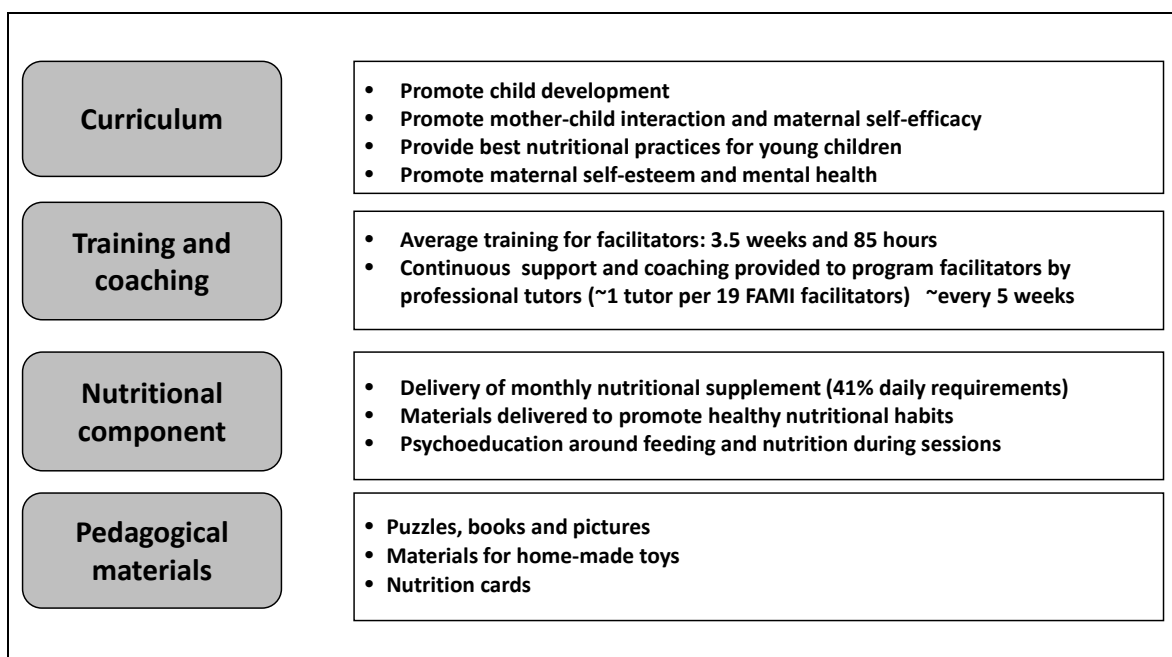 Curriculum
• Promote child development
• Promote mother-child interaction and maternal self-efficacy
• Provide best nutritional practices for young children
• Promote maternal self-esteem and mental health
Training and
coaching
• Average training for facilitators: 3.5 weeks and 85 hours
• Continuous support and coaching provided to program facilitators by
professional tutors (~1 tutor per 19 FAMI facilitators) ~every 5 weeks
Nutritional
component
• Delivery of monthly nutritional supplement (41% daily requirements)
• Materials delivered to promote healthy nutritional habits
• Psychoeducation around feeding and nutrition during sessions
Pedagogical
materials
• Puzzles, books and pictures
• Materials for home-made toys
• Nutrition cards